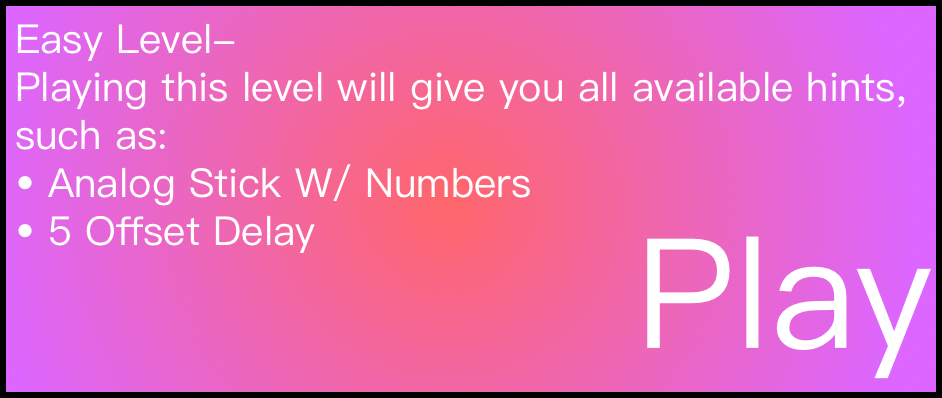 Easy Level–
Playing this level will give you all available hints,
such as:
• Analog Stick W/ Numbers
• 5 Offset Delay
Play